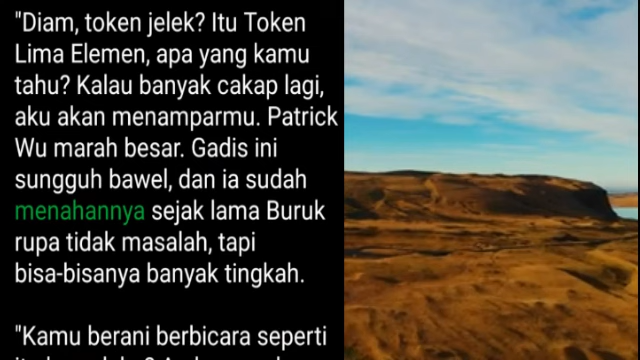 "Diam, token jelek? Itu Token
Lima Elemen, apa yang kamu
tahu? Kalau banyak cakap lagi,
aku akan menamparmu. Patrick
Wu marah besar. Gadis ini
sungguh bawel, dan ia sudah
menahannya sejak lama Buruk
rupa tidak masalah, tapi
bisa-bisanya banyak tingkah.
"Kamu berani berbicara seperti